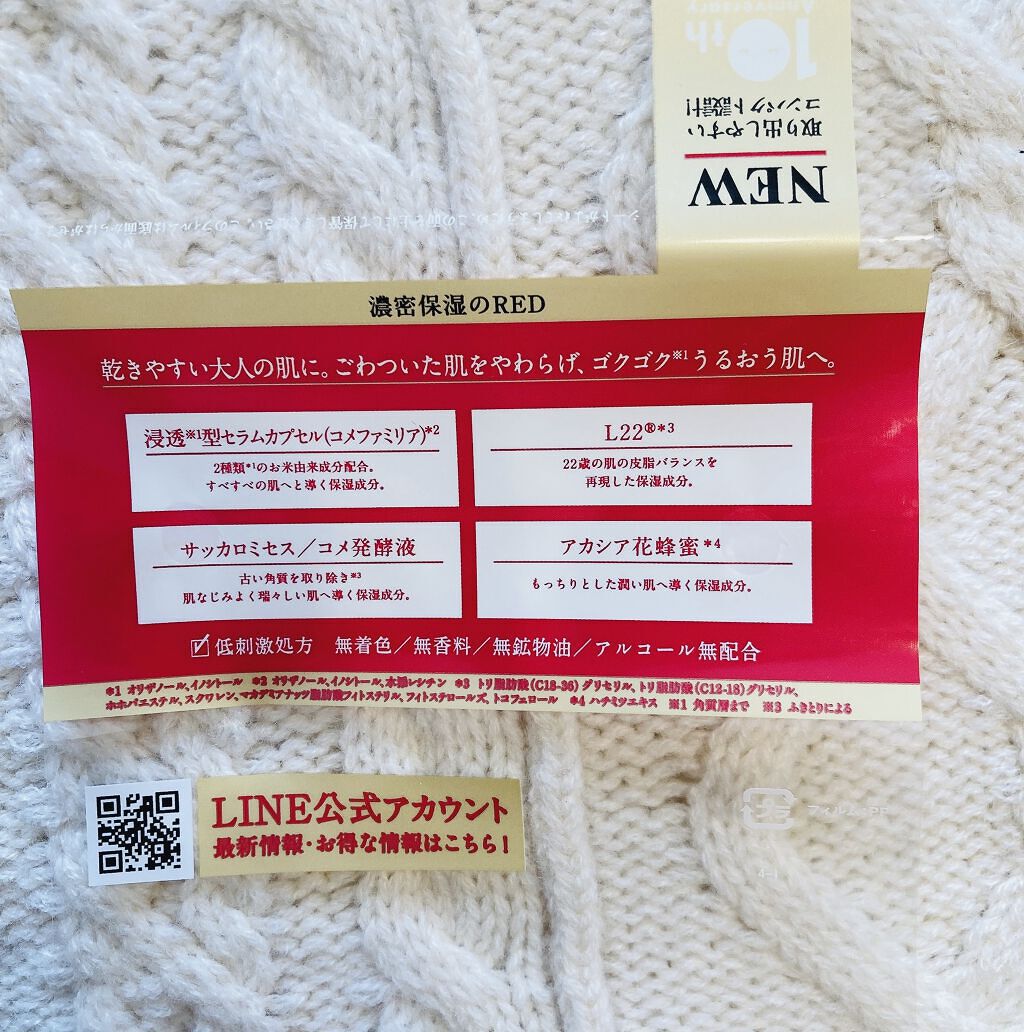 10th
Anniversary
NEW
取り出しやすい
コンパクト設計!
濃密保湿のRED
乾きやすい大人の肌に。ごわついた肌をやわらげ、ゴクゴク※1うるおう肌へ。
浸透※1型セラムカプセル(コメファミリア)*2
2種類*1のお米由来成分配合。
すべすべの肌へと導く保湿成分。
L22®*3
22歳の肌の皮脂バランスを
再現した保湿成分。
サッカロミセス/コメ発酵液
古い角質を取り除き※3
肌なじみよく瑞々しい肌へ導く保湿成分。
アカシア花蜂蜜*4
もっちりとした潤い肌へ導く保湿成分。
低刺激処方 無着色/無香料/無鉱物油/アルコール無配合
*1 オリザノール、イノシトール *2 オリザノール、イノシトール、水添レシチン *3 トリ脂肪酸(C18-36)グリセリル、トリ脂肪酸(C12-18)グリセリル、
ホホバエステル、スクワレン、マカデミアナッツ脂肪酸フィトステリル、フィトステロールズ、トコフェロール *4 ハチミツエキス ※1 角質層まで ※3 ふきとりによる
LINE公式アカウント
最新情報・お得な情報はこちら!
プラ
4-1